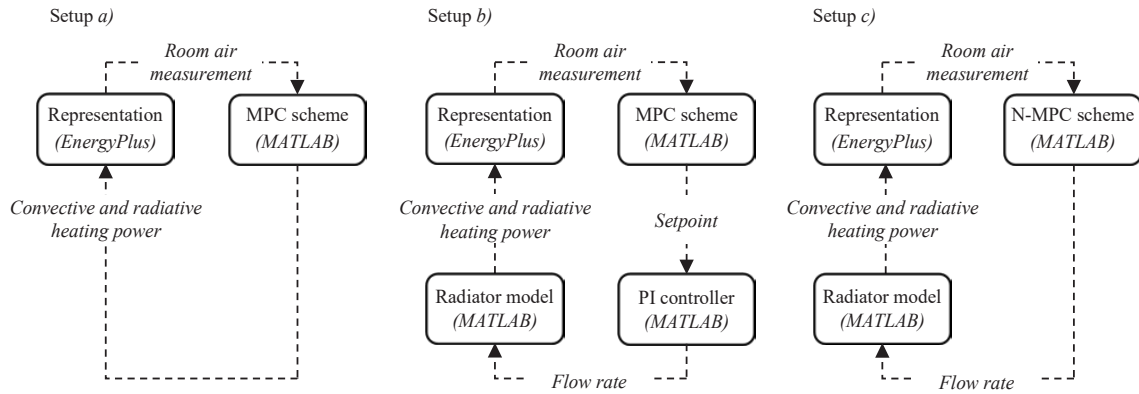 Setup a)
Room air
measurement
Representation
(EnergyPlus)
MPC scheme
(MATLAB)
Convective and radiative
heating power
Setup b)
Room air
measurement
Representation
(EnergyPlus)
MPC scheme
(MATLAB)
Convective and radiative
heating power
Setpoint
Radiator model
(MATLAB)
PI controller
(MATLAB)
Flow rate
Setup c)
Room air
measurement
Representation
(EnergyPlus)
N-MPC scheme
(MATLAB)
Convective and radiative
heating power
Radiator model
(MATLAB)
Flow rate